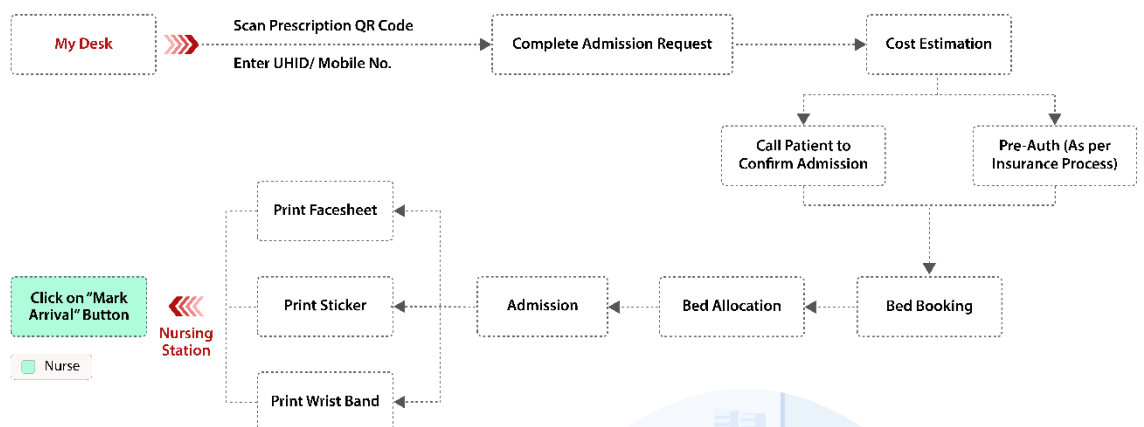 My Desk
Scan Prescription QR Code
Enter UHID/ Mobile No.
Complete Admission Request
Cost Estimation
Call Patient to
Confirm Admission
Pre-Auth (As per
Insurance Process)
Print Facesheet
Click on “Mark
Arrival” Button
Nursing
Station
Print Sticker
Admission
Bed Allocation
Bed Booking
Nurse
Print Wrist Band